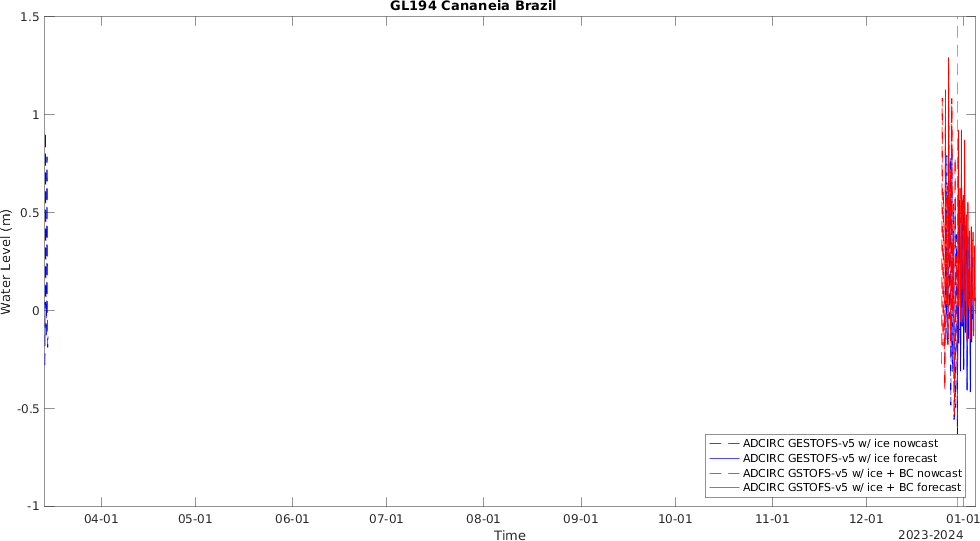 GL194 Cananeia Brazil
1.5
1
0.5
0
-0.5
-1
Water Level (m)
ADCIRC GESTOFS-v5 w/ ice nowcast
ADCIRC GESTOFS-v5 w/ ice forecast
ADCIRC GSTOFS-v5 w/ ice + BC nowcast
ADCIRC GSTOFS-v5 w/ ice + BC forecast
04-01 05-01 06-01 07-01 08-01 09-01 10-01 11-01 12-01 01-01
Time
2023-2024